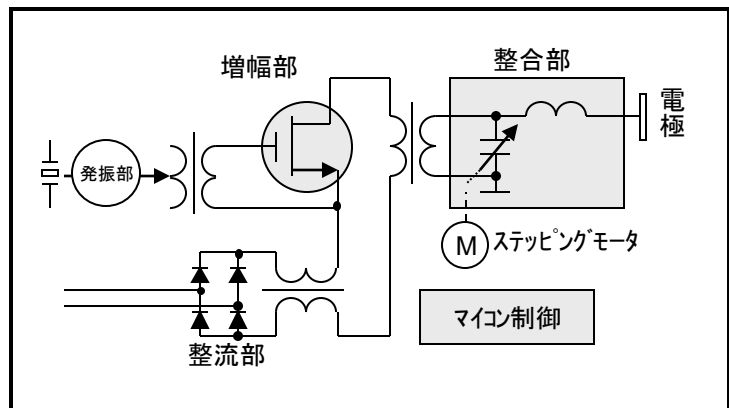 整合部
増幅部
電極
発振部
M
ステッピングモータ
マイコン制御
整流部